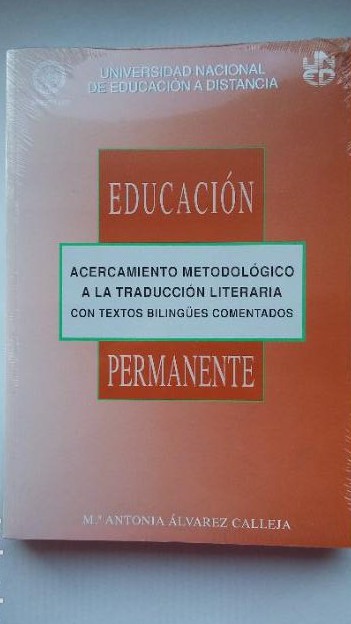 UNIVERSIDAD NACIONAL
DE EDUCACIÓN A DISTANCIA
UNED
EDUCACIÓN
ACERCAMIENTO METODOLÓGICO
A LA TRADUCCIÓN LITERARIA
CON TEXTOS BILINGÜES COMENTADOS
PERMANENTE
M.ª ANTONIA ÁLVAREZ CALLEJA